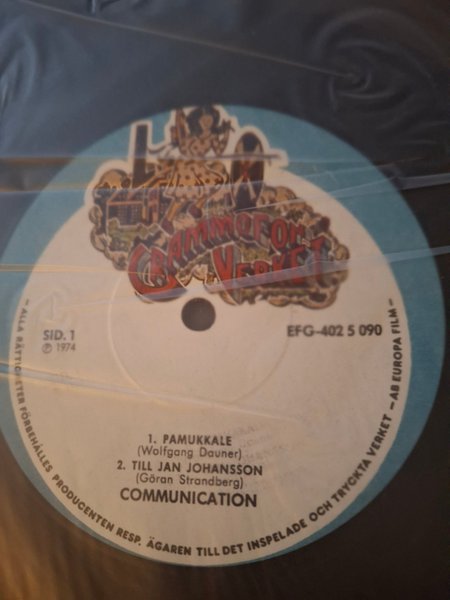 GRAMMOFON
VERKET
SID. 1
℗ 1974
EFG-402 5 090
1. PAMUKKALE
(Wolfgang Dauner)
2. TILL JAN JOHANSSON
(Göran Strandberg)
COMMUNICATION
– ALLA RÄTTIGHETER FÖRBEHÅLLES PRODUCENTEN RESP. ÄGAREN TILL DET INSPELADE OCH TRYCKTA VERKET – AB EUROPA FILM –